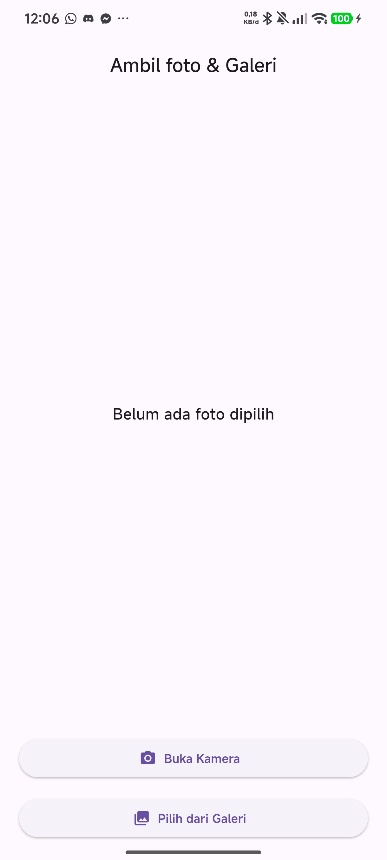 12:06
0,18
KB/d
100
Ambil foto & Galeri
Belum ada foto dipilih
Buka Kamera
Pilih dari Galeri